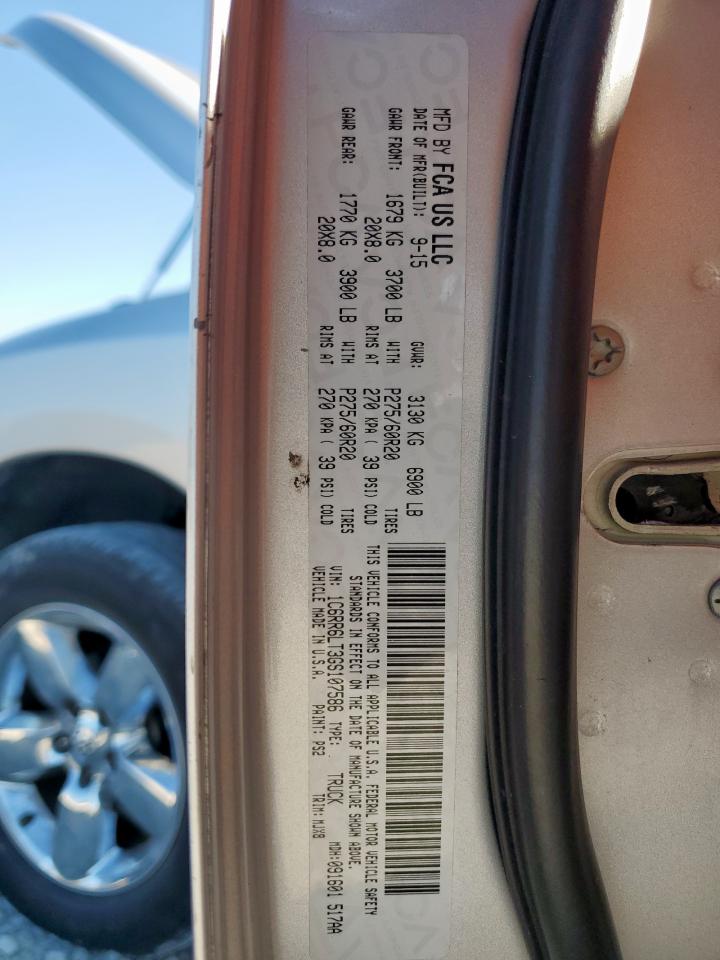 MFD BY FCA US LLC
DATE OF MFR(BUILT): 9-15 GVWR: 3130 KG 6900 LB
GAWR FRONT: 1679 KG 3700 LB WITH P275/60R20 TIRES
20X8.0 RIMS AT 270 KPA ( 39 PSI) COLD
GAWR REAR: 1770 KG 3900 LB WITH P275/60R20 TIRES
20X8.0 RIMS AT 270 KPA ( 39 PSI) COLD
THIS VEHICLE CONFORMS TO ALL APPLICABLE U.S.A. FEDERAL MOTOR VEHICLE SAFETY
STANDARDS IN EFFECT ON THE DATE OF MANUFACTURE SHOWN ABOVE.
VIN: 1C6RR6LT3GS107586 TYPE: TRUCK MDH:091601 517AA
VEHICLE MADE IN U.S.A. PAINT: PS2 TRIM:MJX8